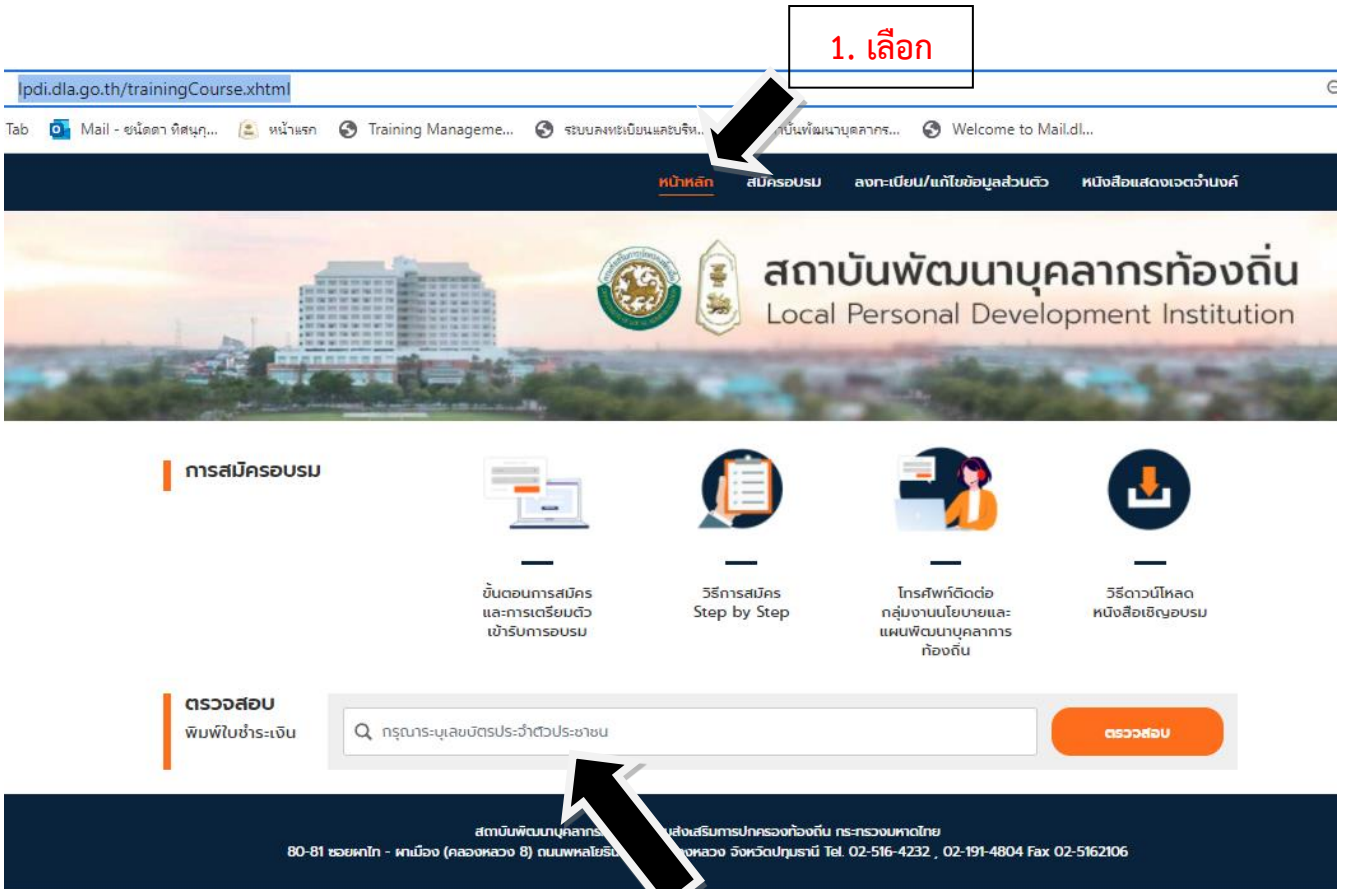 1. เลือก
lpdi.dla.go.th/trainingCourse.xhtml
Tab Mail - ชนัดดา ทิศนุกู... หน้าแรก Training Manageme... ระบบลงทะเบียนและบริห... Welcome to Mail.dl...
หน้าหลัก สมัครอบรม ลงทะเบียน/แก้ไขข้อมูลส่วนตัว หนังสือแสดงเจตจำนงค์
สถาบันพัฒนาบุคลากรท้องถิ่น
Local Personal Development Institution
การสมัครอบรม
ขั้นตอนการสมัคร
และการเตรียมตัว
เข้ารับการอบรม
วิธีการสมัคร
Step by Step
โทรศัพท์ติดต่อ
กลุ่มงานนโยบายและ
แผนพัฒนาบุคลาการ
ท้องถิ่น
วิธีดาวน์โหลด
หนังสือเชิญอบรม
ตรวจสอบ
พิมพ์ใบชำระเงิน
กรุณาระบุเลขบัตรประจำตัวประชาชน
ตรวจสอบ
สถาบันพัฒนาบุคลากร ส่งเสริมการปกครองท้องถิ่น กระทรวงมหาดไทย
80-81 ซอยผาไท - ผาเมือง (คลองหลวง 8) ถนนพหลโยธิน จังหวัดปทุมธานี Tel. 02-516-4232 , 02-191-4804 Fax 02-5162106